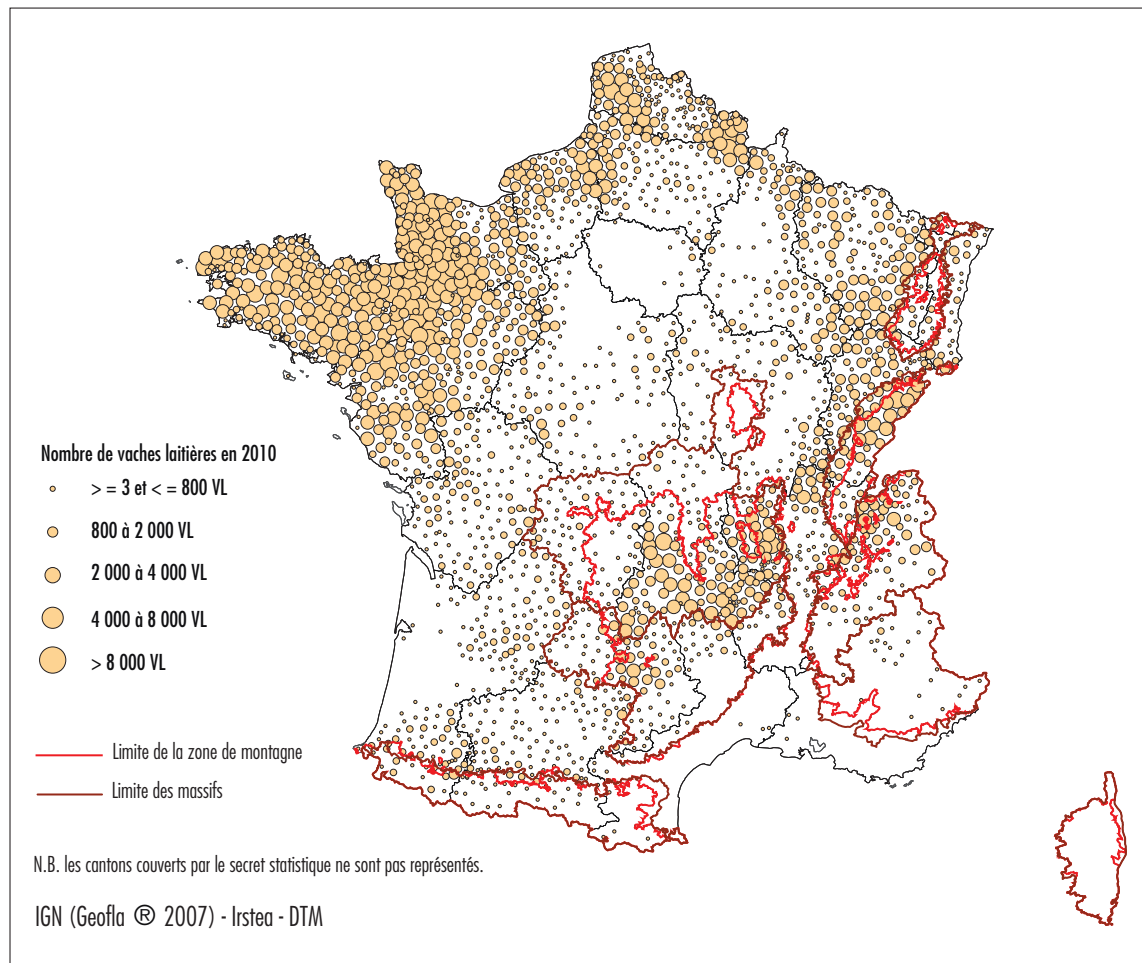 Nombre de vaches laitières en 2010
> = 3 et < = 800 VL
800 à 2 000 VL
2 000 à 4 000 VL
4 000 à 8 000 VL
> 8 000 VL
Limite de la zone de montagne
Limite des massifs
N.B. les cantons couverts par le secret statistique ne sont pas représentés.
IGN (Geofla ® 2007) - Irstea - DTM